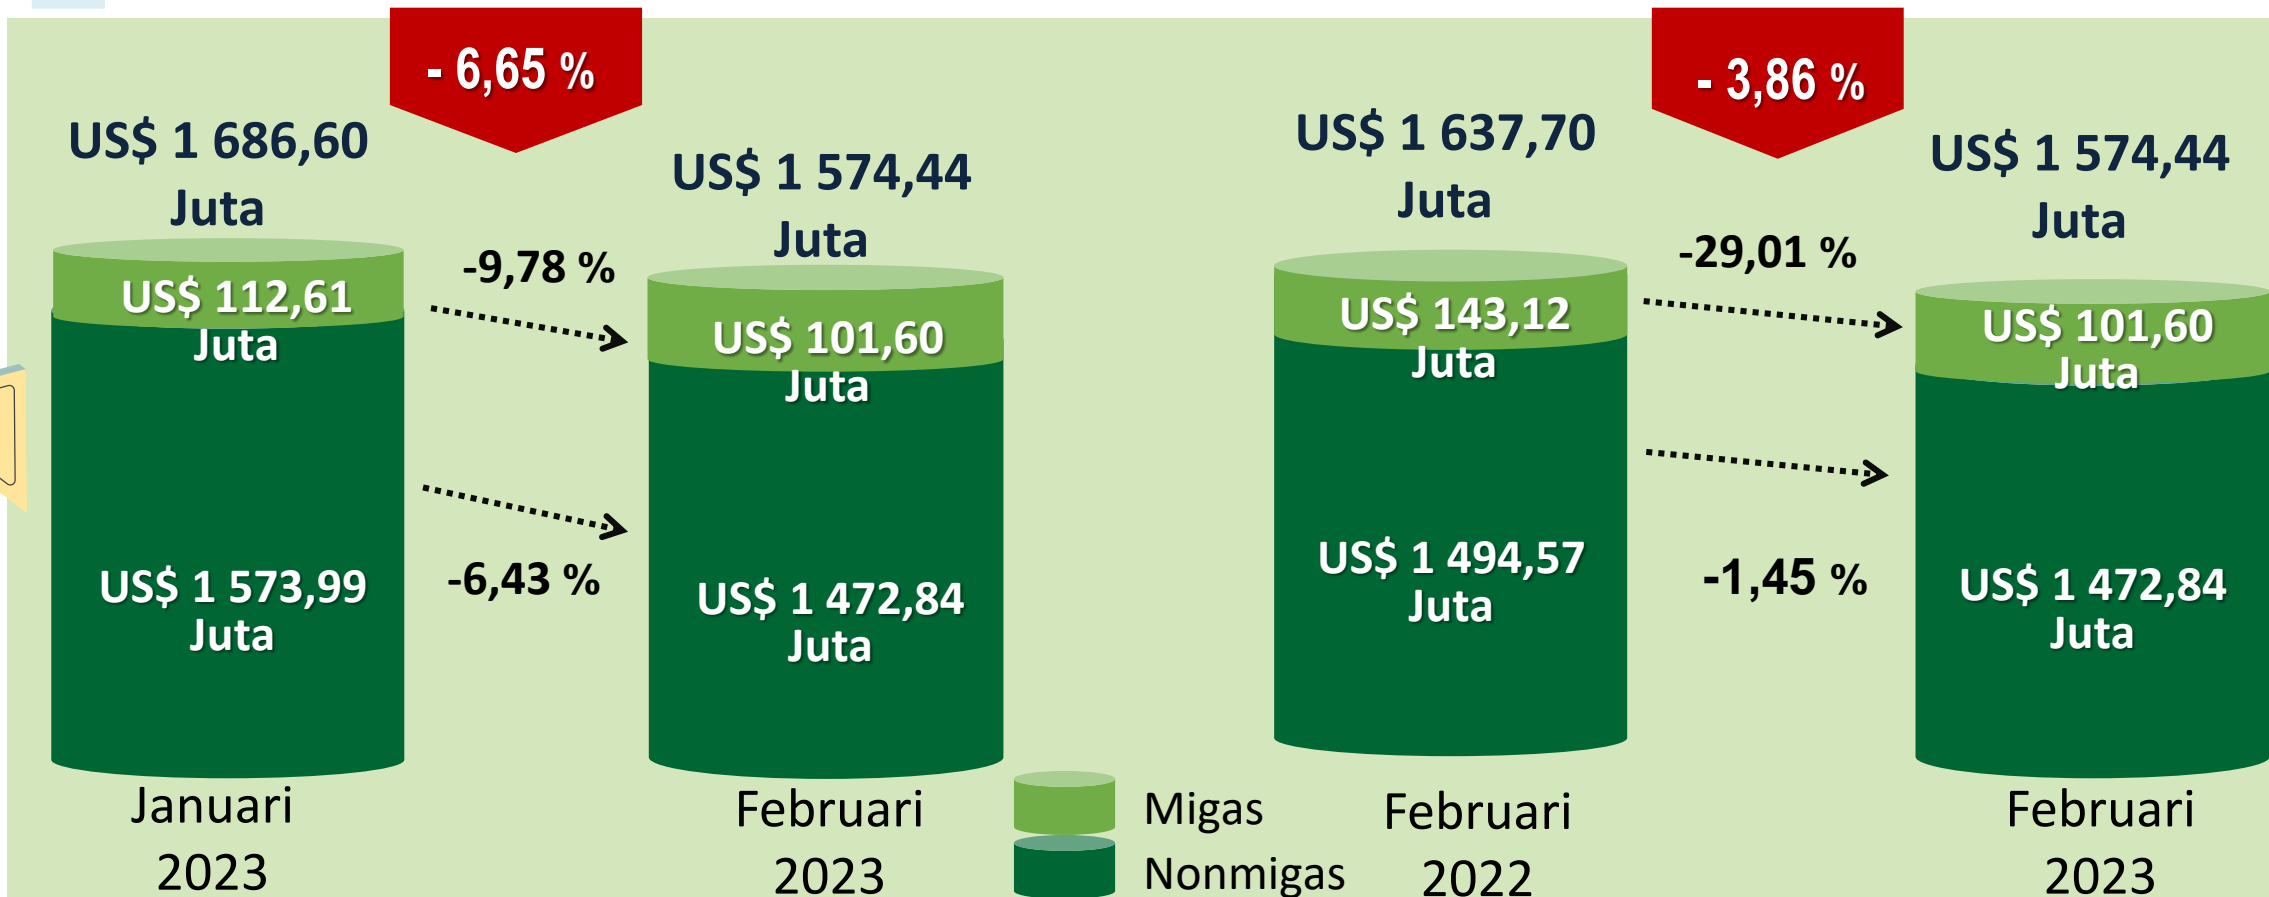 - 6,65 %
US$ 1 686,60
Juta
US$ 1 574,44
Juta
-9,78 %
US$ 112,61
Juta
US$ 101,60
Juta
-6,43 %
US$ 1 573,99
Juta
US$ 1 472,84
Juta
Januari
2023
Februari
2023
Migas
Nonmigas
- 3,86 %
US$ 1 637,70
Juta
US$ 1 574,44
Juta
-29,01 %
US$ 143,12
Juta
US$ 101,60
Juta
US$ 1 494,57
Juta
-1,45 %
US$ 1 472,84
Juta
Februari
2022
Februari
2023